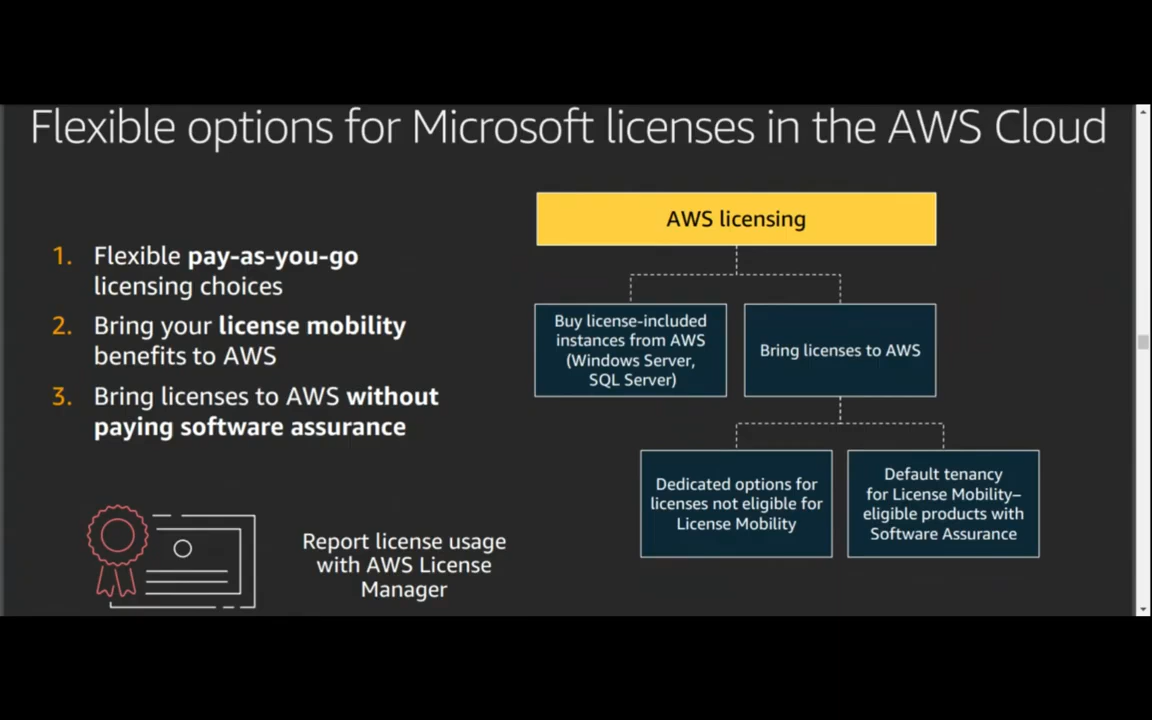 Flexible options for Microsoft licenses in the AWS Cloud
1. Flexible pay-as-you-go
licensing choices
2. Bring your license mobility
benefits to AWS
3. Bring licenses to AWS without
paying software assurance
Report license usage
with AWS License
Manager
AWS licensing
Buy license-included
instances from AWS
(Windows Server,
SQL Server)
Bring licenses to AWS
Dedicated options for
licenses not eligible for
License Mobility
Default tenancy
for License Mobility–
eligible products with
Software Assurance